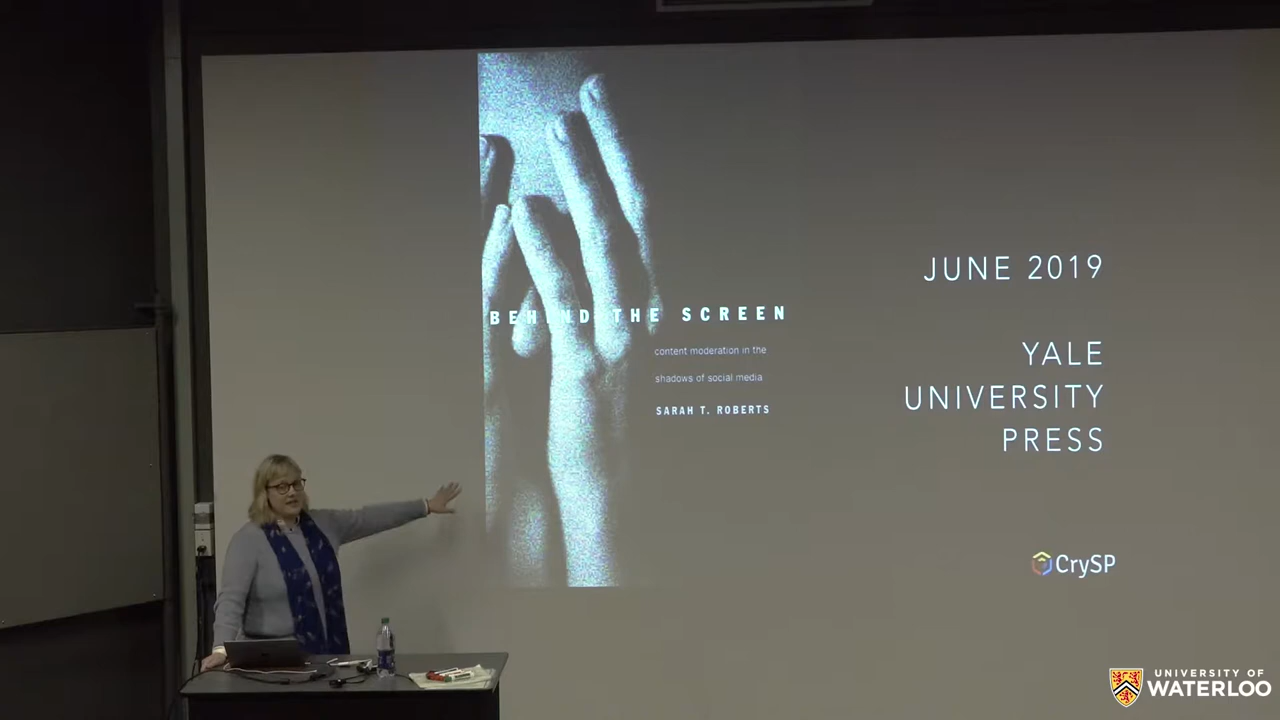 BEHIND THE SCREEN
content moderation in the
shadows of social media
SARAH T. ROBERTS
JUNE 2019
YALE
UNIVERSITY
PRESS
CrySP
UNIVERSITY OF
WATERLOO